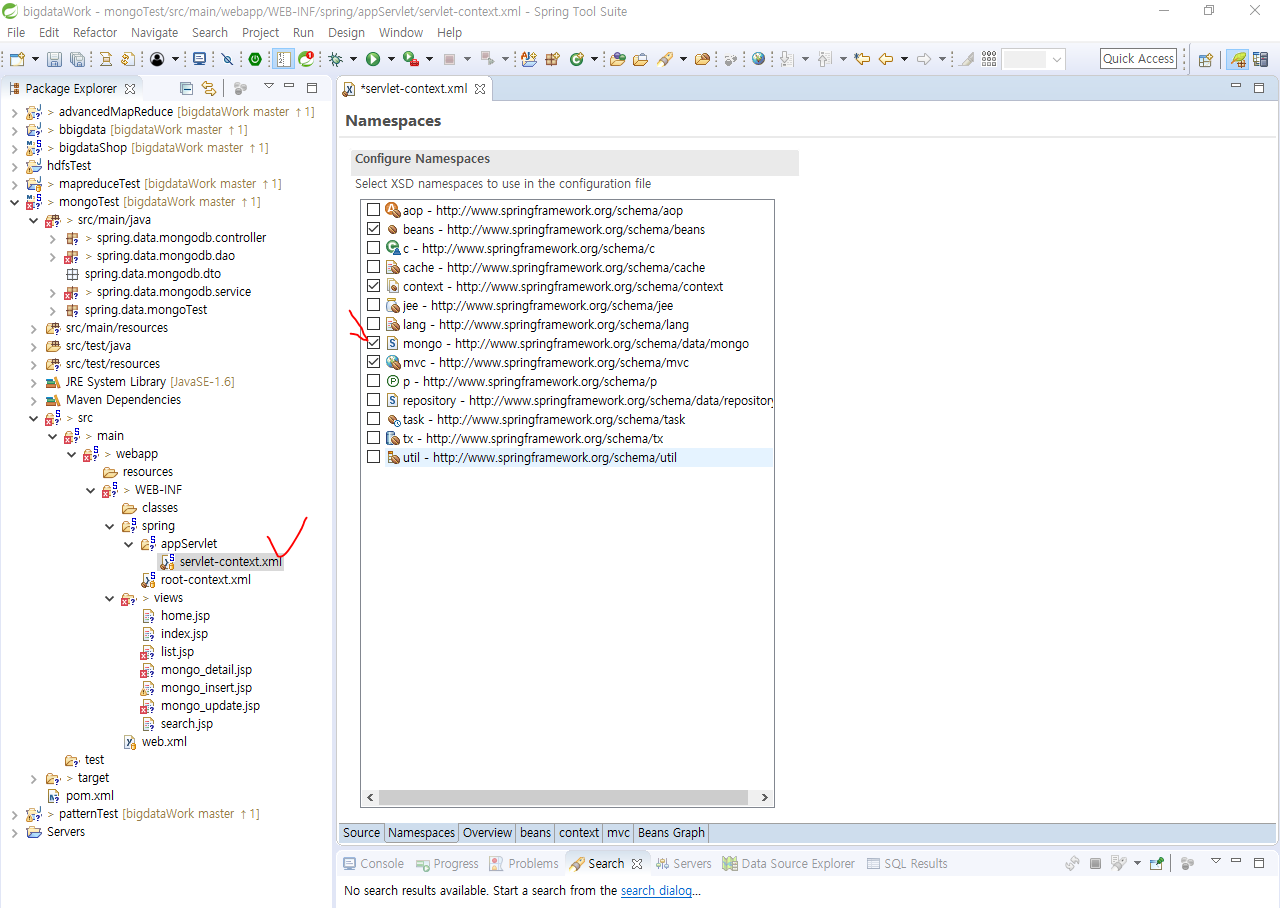 bigdataWork - mongoTest/src/main/webapp/WEB-INF/spring/appServlet/servlet-context.xml - Spring Tool Suite
File Edit Refactor Navigate Search Project Run Design Window Help
Quick Access
Package Explorer
> advancedMapReduce [bigdataWork master ↑1]
> bbigdata [bigdataWork master ↑1]
> bigdataShop [bigdataWork master ↑1]
hdfsTest
> mapreduceTest [bigdataWork master ↑1]
> mongoTest [bigdataWork master ↑1]
> src/main/java
> spring.data.mongodb.controller
> spring.data.mongodb.dao
spring.data.mongodb.dto
> spring.data.mongodb.service
spring.data.mongoTest
src/main/resources
src/test/java
src/test/resources
JRE System Library [JavaSE-1.6]
Maven Dependencies
> src
> main
> webapp
resources
> WEB-INF
classes
spring
appServlet
servlet-context.xml
root-context.xml
> views
home.jsp
index.jsp
list.jsp
mongo_detail.jsp
mongo_insert.jsp
mongo_update.jsp
search.jsp
web.xml
test
> target
pom.xml
> patternTest [bigdataWork master ↑1]
Servers
*servlet-context.xml
Namespaces
Configure Namespaces
Select XSD namespaces to use in the configuration file
aop - http://www.springframework.org/schema/aop
beans - http://www.springframework.org/schema/beans
c - http://www.springframework.org/schema/c
cache - http://www.springframework.org/schema/cache
context - http://www.springframework.org/schema/context
jee - http://www.springframework.org/schema/jee
lang - http://www.springframework.org/schema/lang
mongo - http://www.springframework.org/schema/data/mongo
mvc - http://www.springframework.org/schema/mvc
p - http://www.springframework.org/schema/p
repository - http://www.springframework.org/schema/data/repository
task - http://www.springframework.org/schema/task
tx - http://www.springframework.org/schema/tx
util - http://www.springframework.org/schema/util
Source Namespaces Overview beans context mvc Beans Graph
Console Progress Problems Search Servers Data Source Explorer SQL Results
No search results available. Start a search from the search dialog...